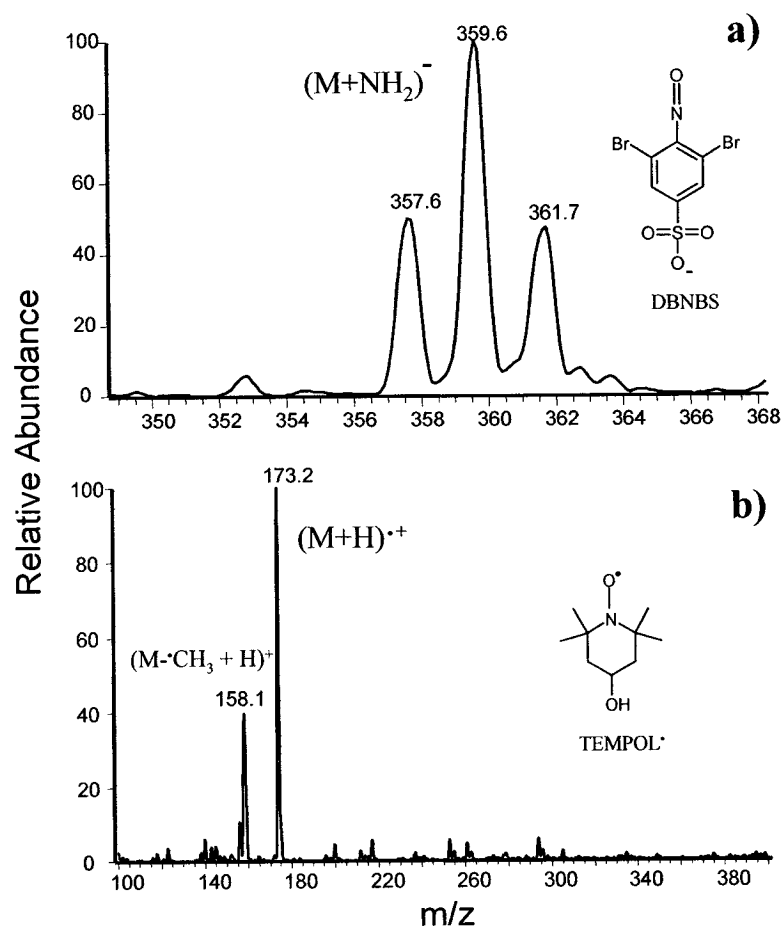 a)
359.6
100
(M+NH₂)⁻
80
60
357.6
361.7
40
20
0
350 352 354 356 358 360 362 364 366 368
O
N
Br Br
O=S=O
O⁻
DBNBS
Relative Abundance
b)
173.2
100
(M+H)•⁺
80
60
(M-•CH₃ + H)⁺
158.1
40
20
0
100 140 180 220 260 300 340 380
O•
N
OH
TEMPOL•
m/z